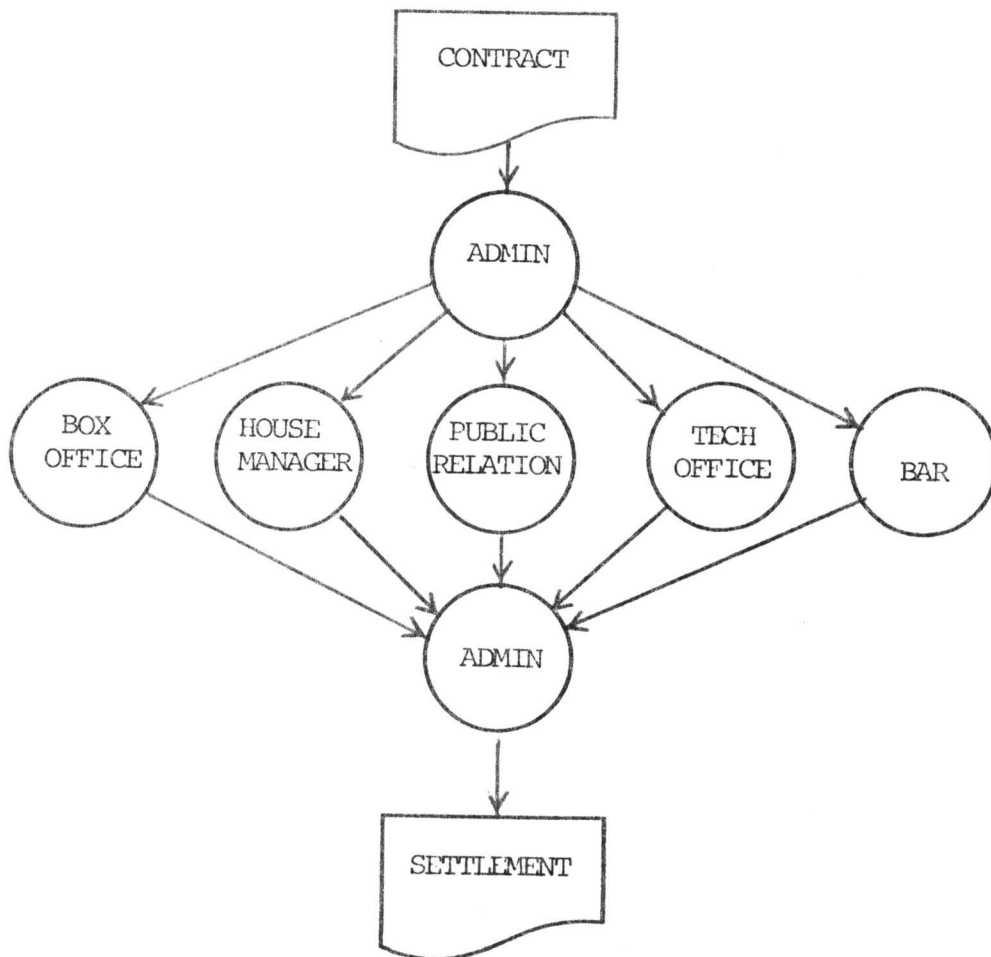 CONTRACT
ADMIN
BOX
OFFICE
HOUSE
MANAGER
PUBLIC
RELATION
TECH
OFFICE
BAR
ADMIN
SETTLEMENT